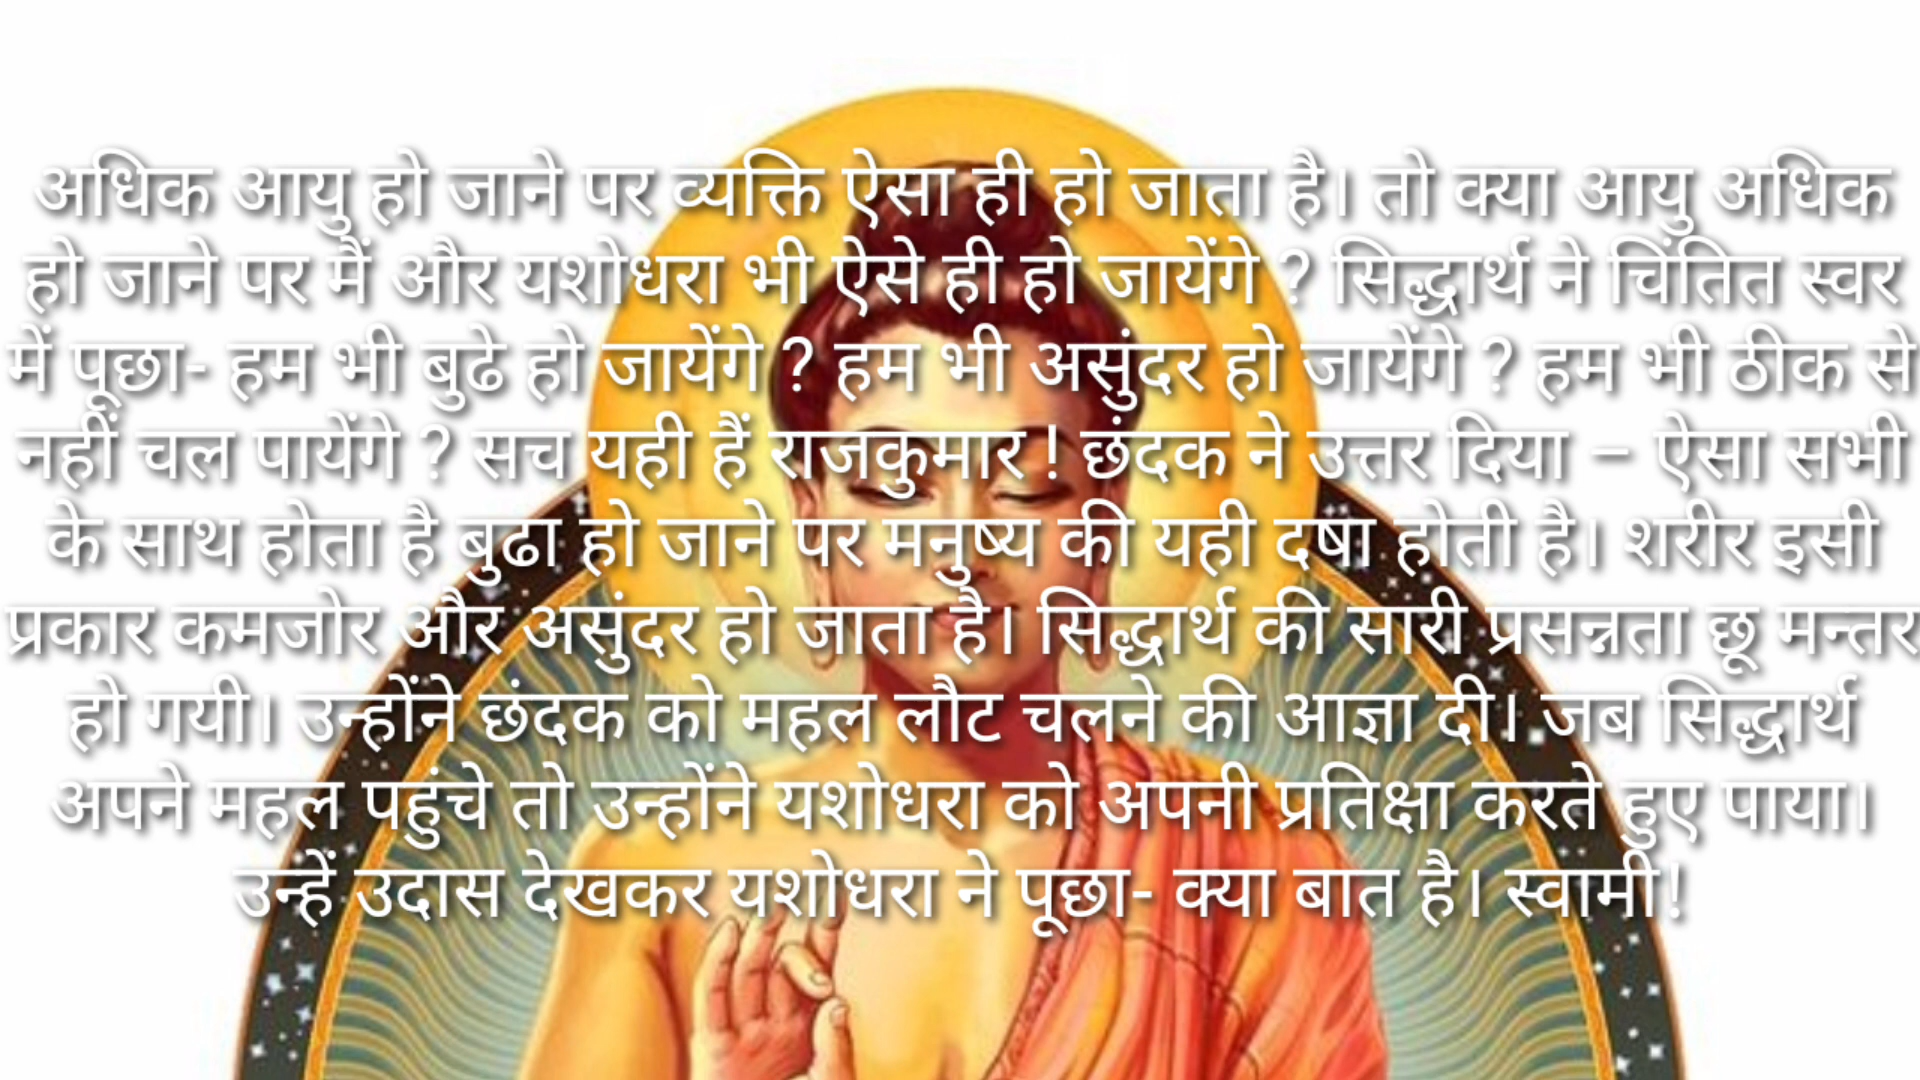 अधिक आयु हो जाने पर व्यक्ति ऐसा ही हो जाता है। तो क्या आयु अधिक
हो जाने पर मैं और यशोधरा भी ऐसे ही हो जायेंगे ? सिद्धार्थ ने चिंतित स्वर
में पूछा- हम भी बुढे हो जायेंगे ? हम भी असुंदर हो जायेंगे ? हम भी ठीक से
नहीं चल पायेंगे ? सच यही हैं राजकुमार ! छंदक ने उत्तर दिया – ऐसा सभी
के साथ होता है बुढा हो जाने पर मनुष्य की यही दषा होती है। शरीर इसी
प्रकार कमजोर और असुंदर हो जाता है। सिद्धार्थ की सारी प्रसन्नता छू मन्तर
हो गयी। उन्होंने छंदक को महल लौट चलने की आज्ञा दी। जब सिद्धार्थ
अपने महल पहुंचे तो उन्होंने यशोधरा को अपनी प्रतिक्षा करते हुए पाया।
उन्हें उदास देखकर यशोधरा ने पूछा- क्या बात है। स्वामी!